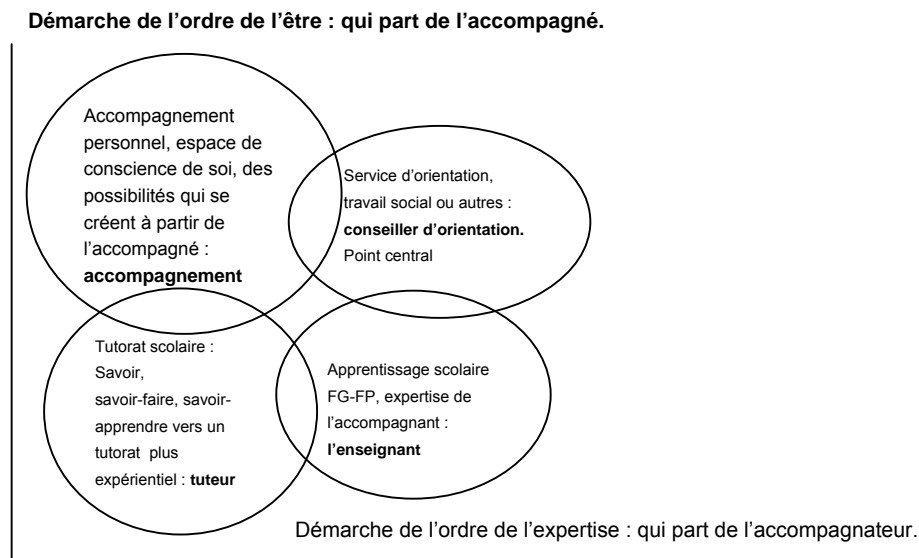 Démarche de l’ordre de l’être : qui part de l’accompagné.
Accompagnement
personnel, espace de
conscience de soi, des
possibilités qui se
créent à partir de
l’accompagné :
accompagnement
Service d’orientation,
travail social ou autres :
conseiller d’orientation.
Point central
Tutorat scolaire :
Savoir,
savoir-faire, savoir-
apprendre vers un
tutorat plus
expérientiel : tuteur
Apprentissage scolaire
FG-FP, expertise de
l’accompagnant :
l’enseignant
Démarche de l’ordre de l’expertise : qui part de l’accompagnateur.